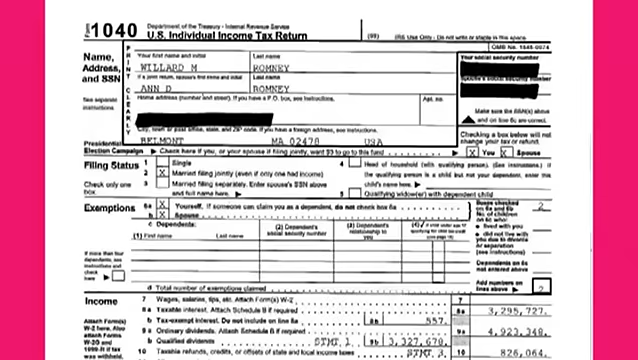 Form 1040 Department of the Treasury - Internal Revenue Service
U.S. Individual Income Tax Return (99) IRS Use Only - Do not write or staple in this space.
OMB No. 1545-0074
Name, Address, and SSN
See separate instructions
PRINT CLEARLY
Your first name and initial Last name Your social security number
WILLARD M ROMNEY
If a joint return, spouse's first name and initial Last name Spouse's social security number
ANN D ROMNEY
Home address (number and street). If you have a P.O. box, see instructions. Apt. no.
Make sure the SSN(s) above and on line 6c are correct.
City, town or post office, state, and ZIP code. If you have a foreign address, see instructions.
BELMONT MA 02478 USA
Checking a box below will not change your tax or refund.
Presidential Election Campaign Check here if you, or your spouse if filing jointly, want $3 to go to this fund X You X Spouse
Filing Status
Check only one box.
1 Single
2 X Married filing jointly (even if only one had income)
3 Married filing separately. Enter spouse's SSN above and full name here.
4 Head of household (with qualifying person). (See instructions.) If the qualifying person is a child but not your dependent, enter this child's name here.
5 Qualifying widow(er) with dependent child
Exemptions
6a X Yourself. If someone can claim you as a dependent, do not check box 6a
b X Spouse
Boxes checked on 6a and 6b 2
No. of children on 6c who:
lived with you
did not live with you due to divorce or separation (see instructions)
c Dependents:
(1) First name Last name (2) Dependent's social security number (3) Dependent's relationship to you
If more than four dependents, see instructions and check here
Dependents on 6c not entered above
d Total number of exemptions claimed Add numbers on lines above 2
Income
7 Wages, salaries, tips, etc. Attach Form(s) W-2 7
8a Taxable interest. Attach Schedule B if required 8a 3,295,727.
b Tax-exempt interest. Do not include on line 8a 8b 557.
Attach Form(s) W-2 here. Also attach Forms W-2G and 1099-R if tax was withheld.
9a Ordinary dividends. Attach Schedule B if required 9a 4,923,348.
b Qualified dividends STMT 1 9b 3,327,678.
10 Taxable refunds, credits, or offsets of state and local income taxes STMT 3 10 826,064.